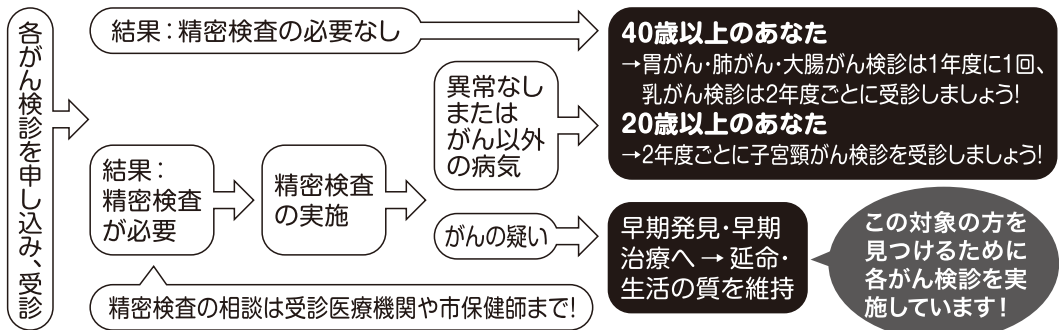 各がん検診を申し込み、受診
結果：精密検査の必要なし
40歳以上のあなた
→胃がん・肺がん・大腸がん検診は1年度に1回、
乳がん検診は2年度ごとに受診しましょう!
20歳以上のあなた
→2年度ごとに子宮頸がん検診を受診しましょう!
結果：
精密検査
が必要
精密検査
の実施
異常なし
または
がん以外
の病気
がんの疑い
早期発見・早期
治療へ → 延命・
生活の質を維持
この対象の方を
見つけるために
各がん検診を実
施しています！
精密検査の相談は受診医療機関や市保健師まで!